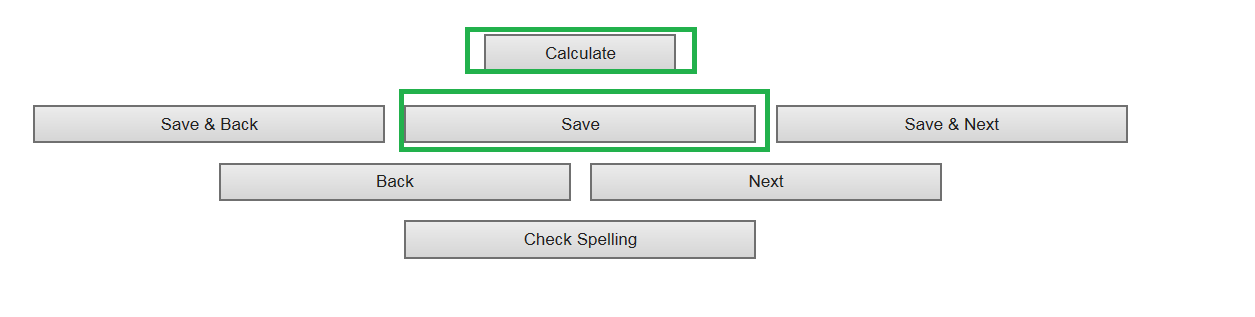 Calculate
Save & Back Save Save & Next
Back Next
Check Spelling